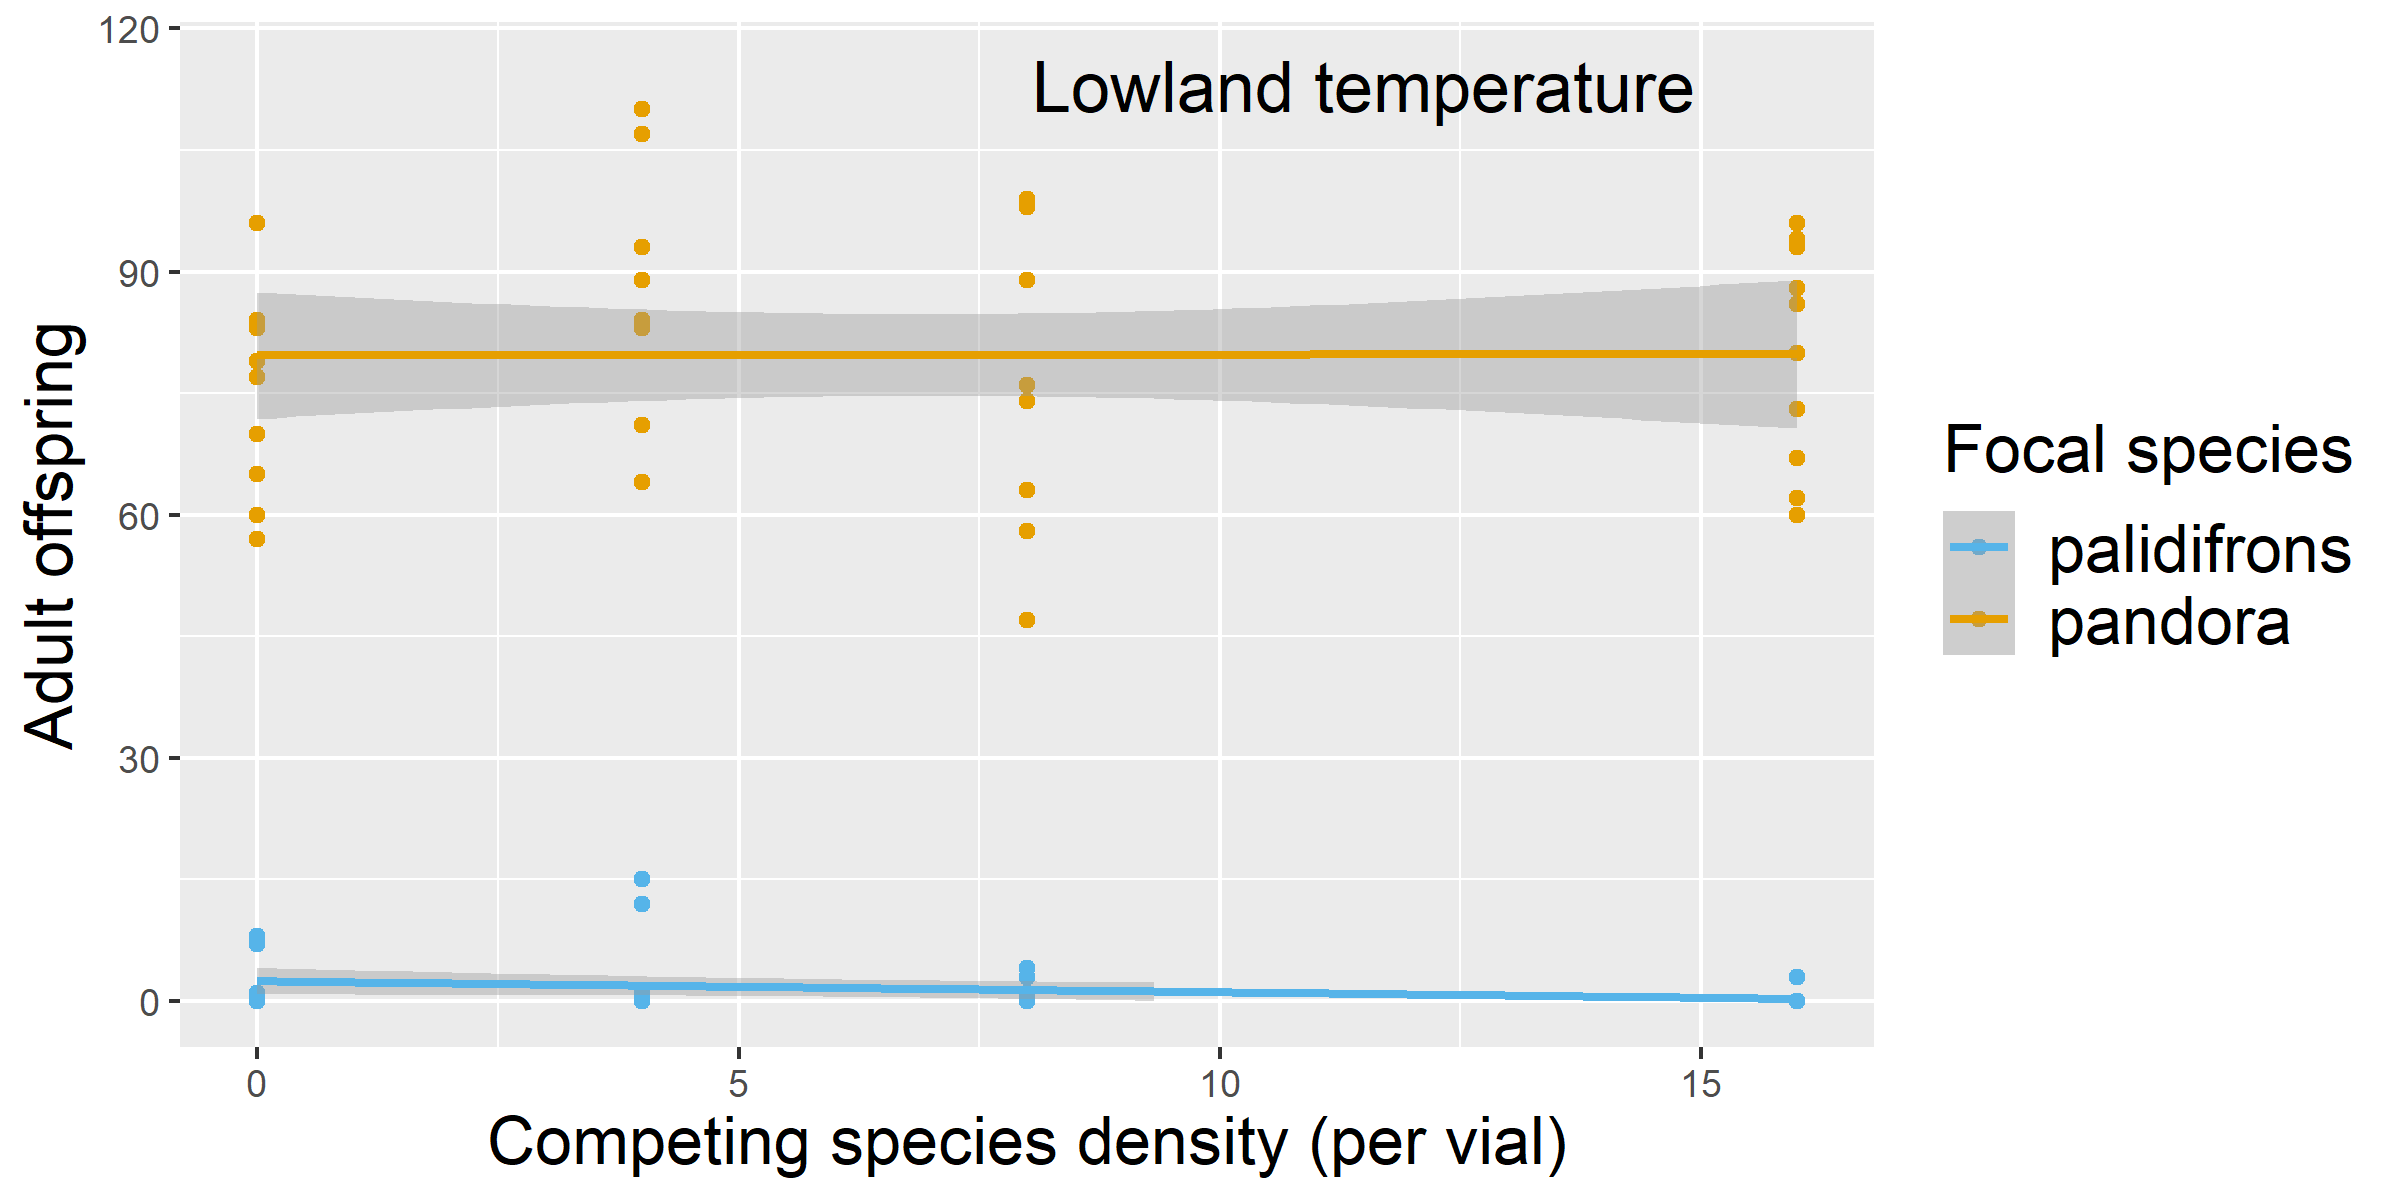 Lowland temperature
120
90
60
30
0
Adult offspring
0 5 10 15
Competing species density (per vial)
Focal species
palidifrons
pandora